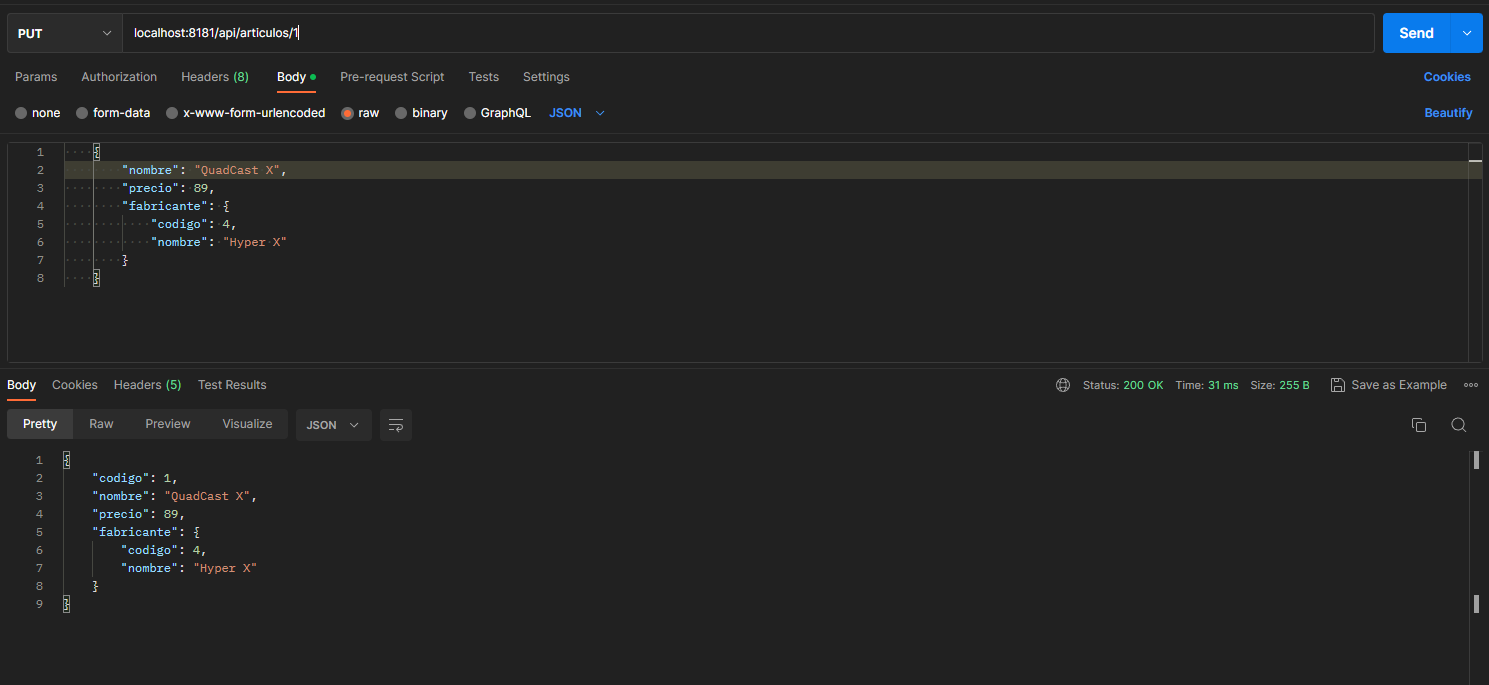 PUT localhost:8181/api/articulos/1 Send
Params Authorization Headers (8) Body Pre-request Script Tests Settings Cookies
none form-data x-www-form-urlencoded raw binary GraphQL JSON Beautify
1 {
2 "nombre": "QuadCast X",
3 "precio": 89,
4 "fabricante": {
5 "codigo": 4,
6 "nombre": "Hyper X"
7 }
8 }
Body Cookies Headers (5) Test Results Status: 200 OK Time: 31 ms Size: 255 B Save as Example
Pretty Raw Preview Visualize JSON
1 {
2 "codigo": 1,
3 "nombre": "QuadCast X",
4 "precio": 89,
5 "fabricante": {
6 "codigo": 4,
7 "nombre": "Hyper X"
8 }
9 }